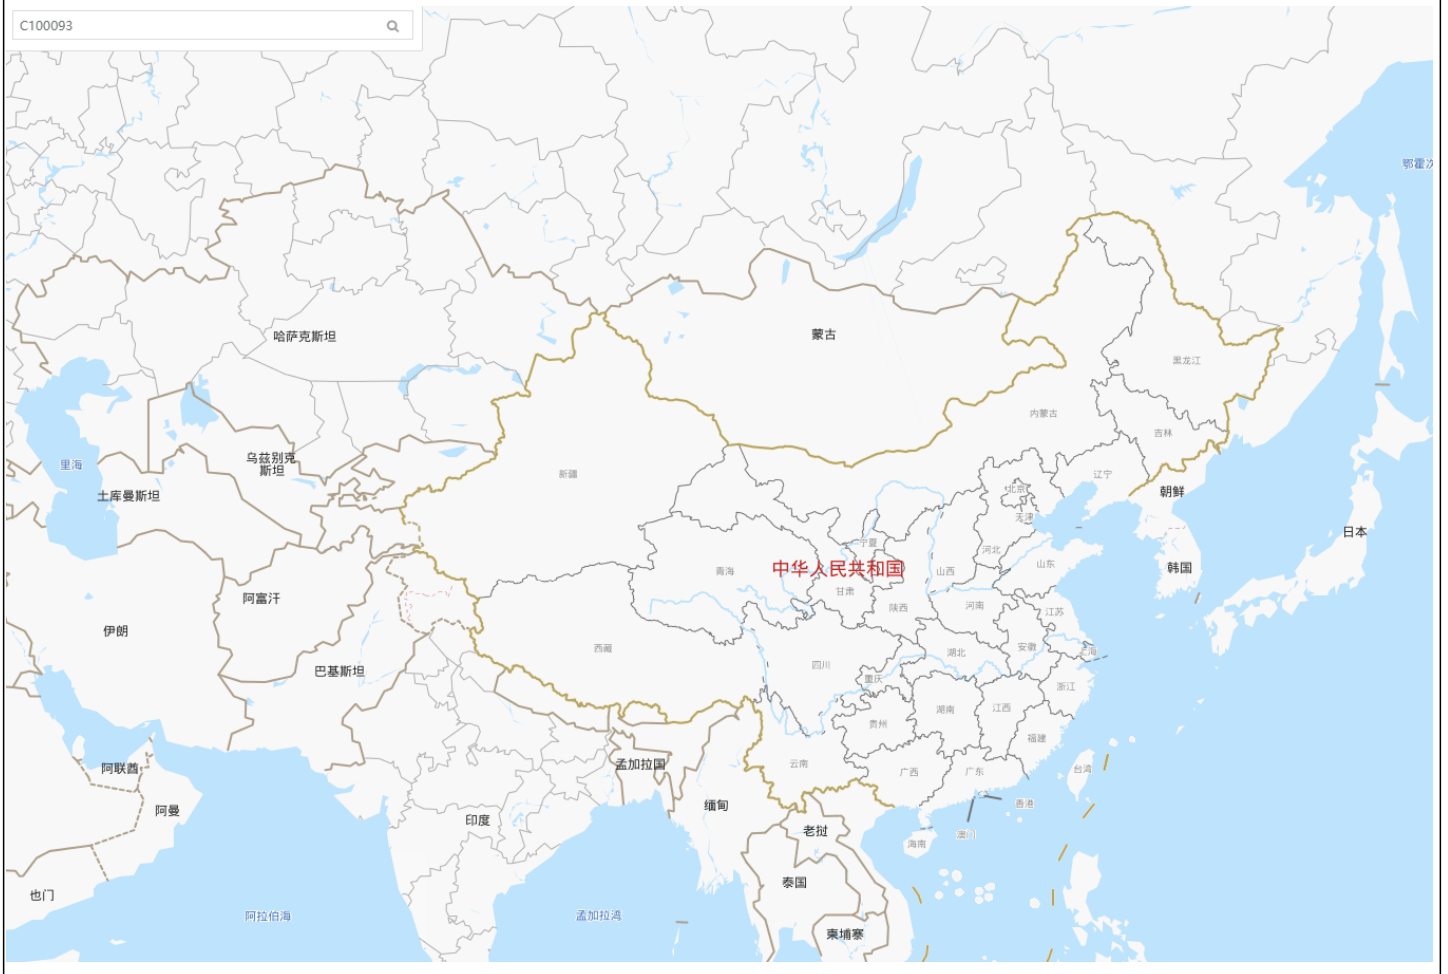 C100093
鄂霍次
哈萨克斯坦
蒙古
黑龙江
内蒙古
吉林
里海
乌兹别克
斯坦
新疆
辽宁
土库曼斯坦
北京
朝鲜
天津
日本
宁夏
河北
青海
中华人民共和国
山西
山东
韩国
甘肃
阿富汗
陕西
河南
江苏
伊朗
西藏
湖北
安徽
上海
巴基斯坦
四川
重庆
浙江
湖南
江西
贵州
福建
孟加拉国
云南
广西
广东
台湾
阿联酋
阿曼
缅甸
香港
印度
老挝
澳门
海南
泰国
也门
阿拉伯海
孟加拉湾
柬埔寨